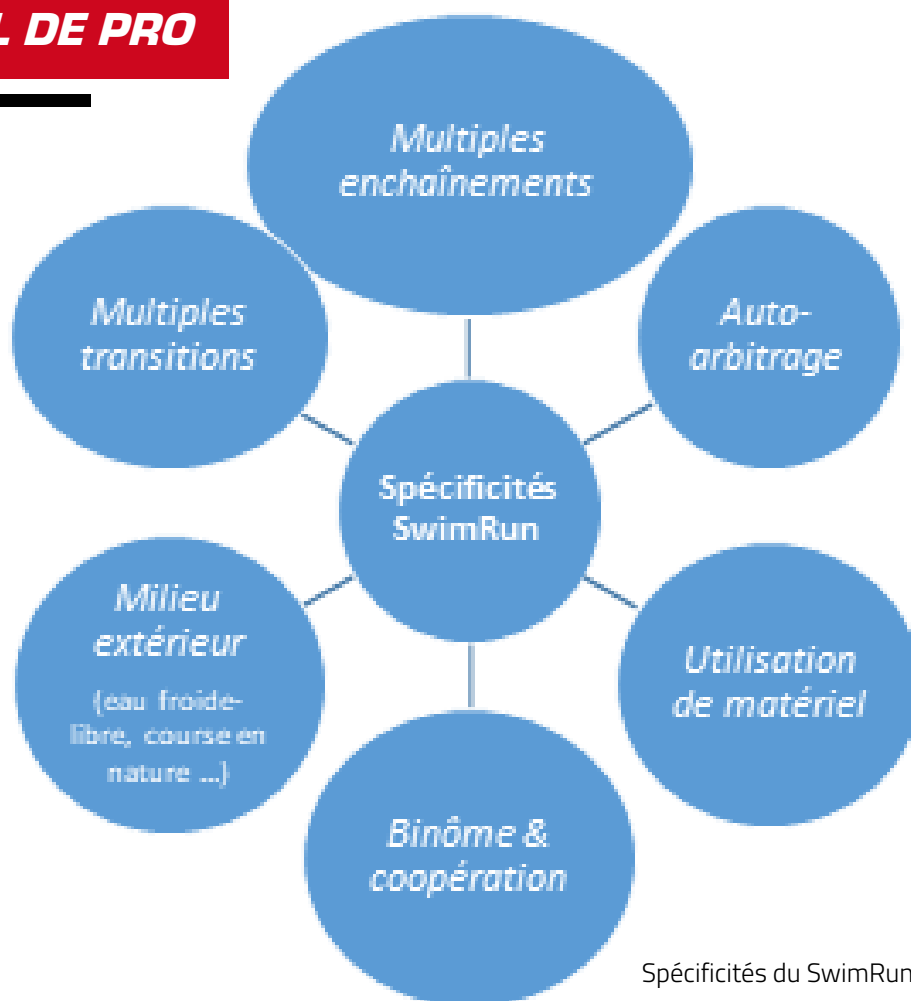 L DE PRO
Multiples
enchaînements
Multiples
transitions
Auto-
arbitrage
Spécificités
SwimRun
Milieu
extérieur
(eau froide-
libre, course en
nature ...)
Utilisation
de matériel
Binôme &
coopération
Spécificités du SwimRun